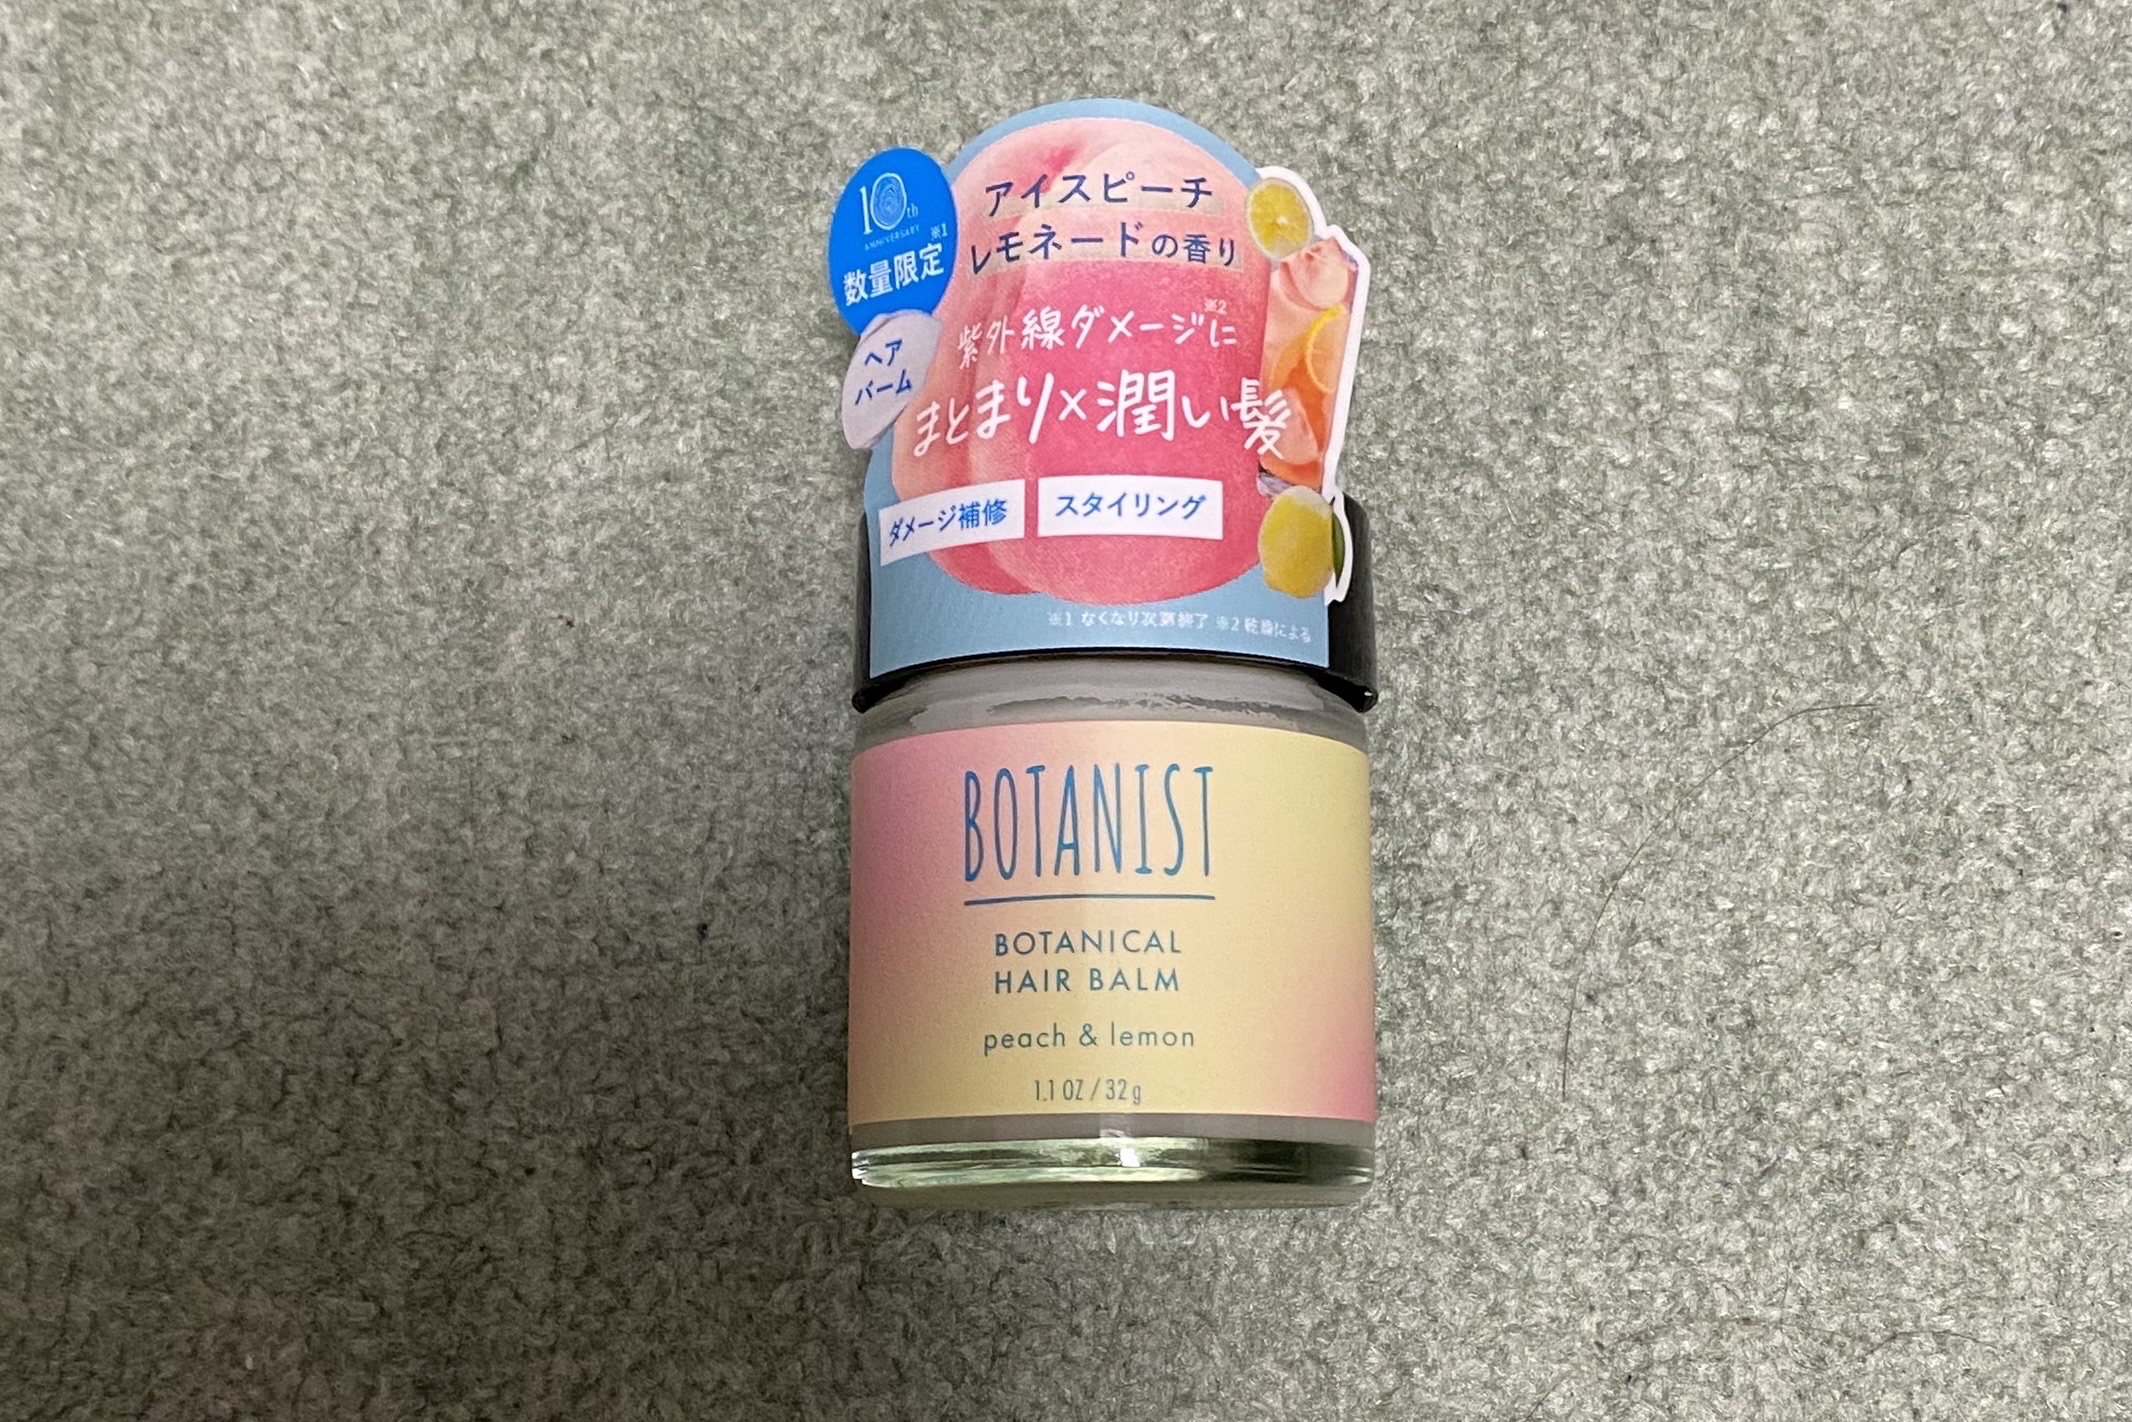 10th
ANNIVERSARY
数量限定※1
ヘア
バーム
アイスピーチ
レモネードの香り
紫外線ダメージ※2に
まとまり×潤い髪
ダメージ補修
スタイリング
※1 なくなり次第終了 ※2 乾燥による
BOTANIST
BOTANICAL
HAIR BALM
peach & lemon
1.1 OZ / 32g